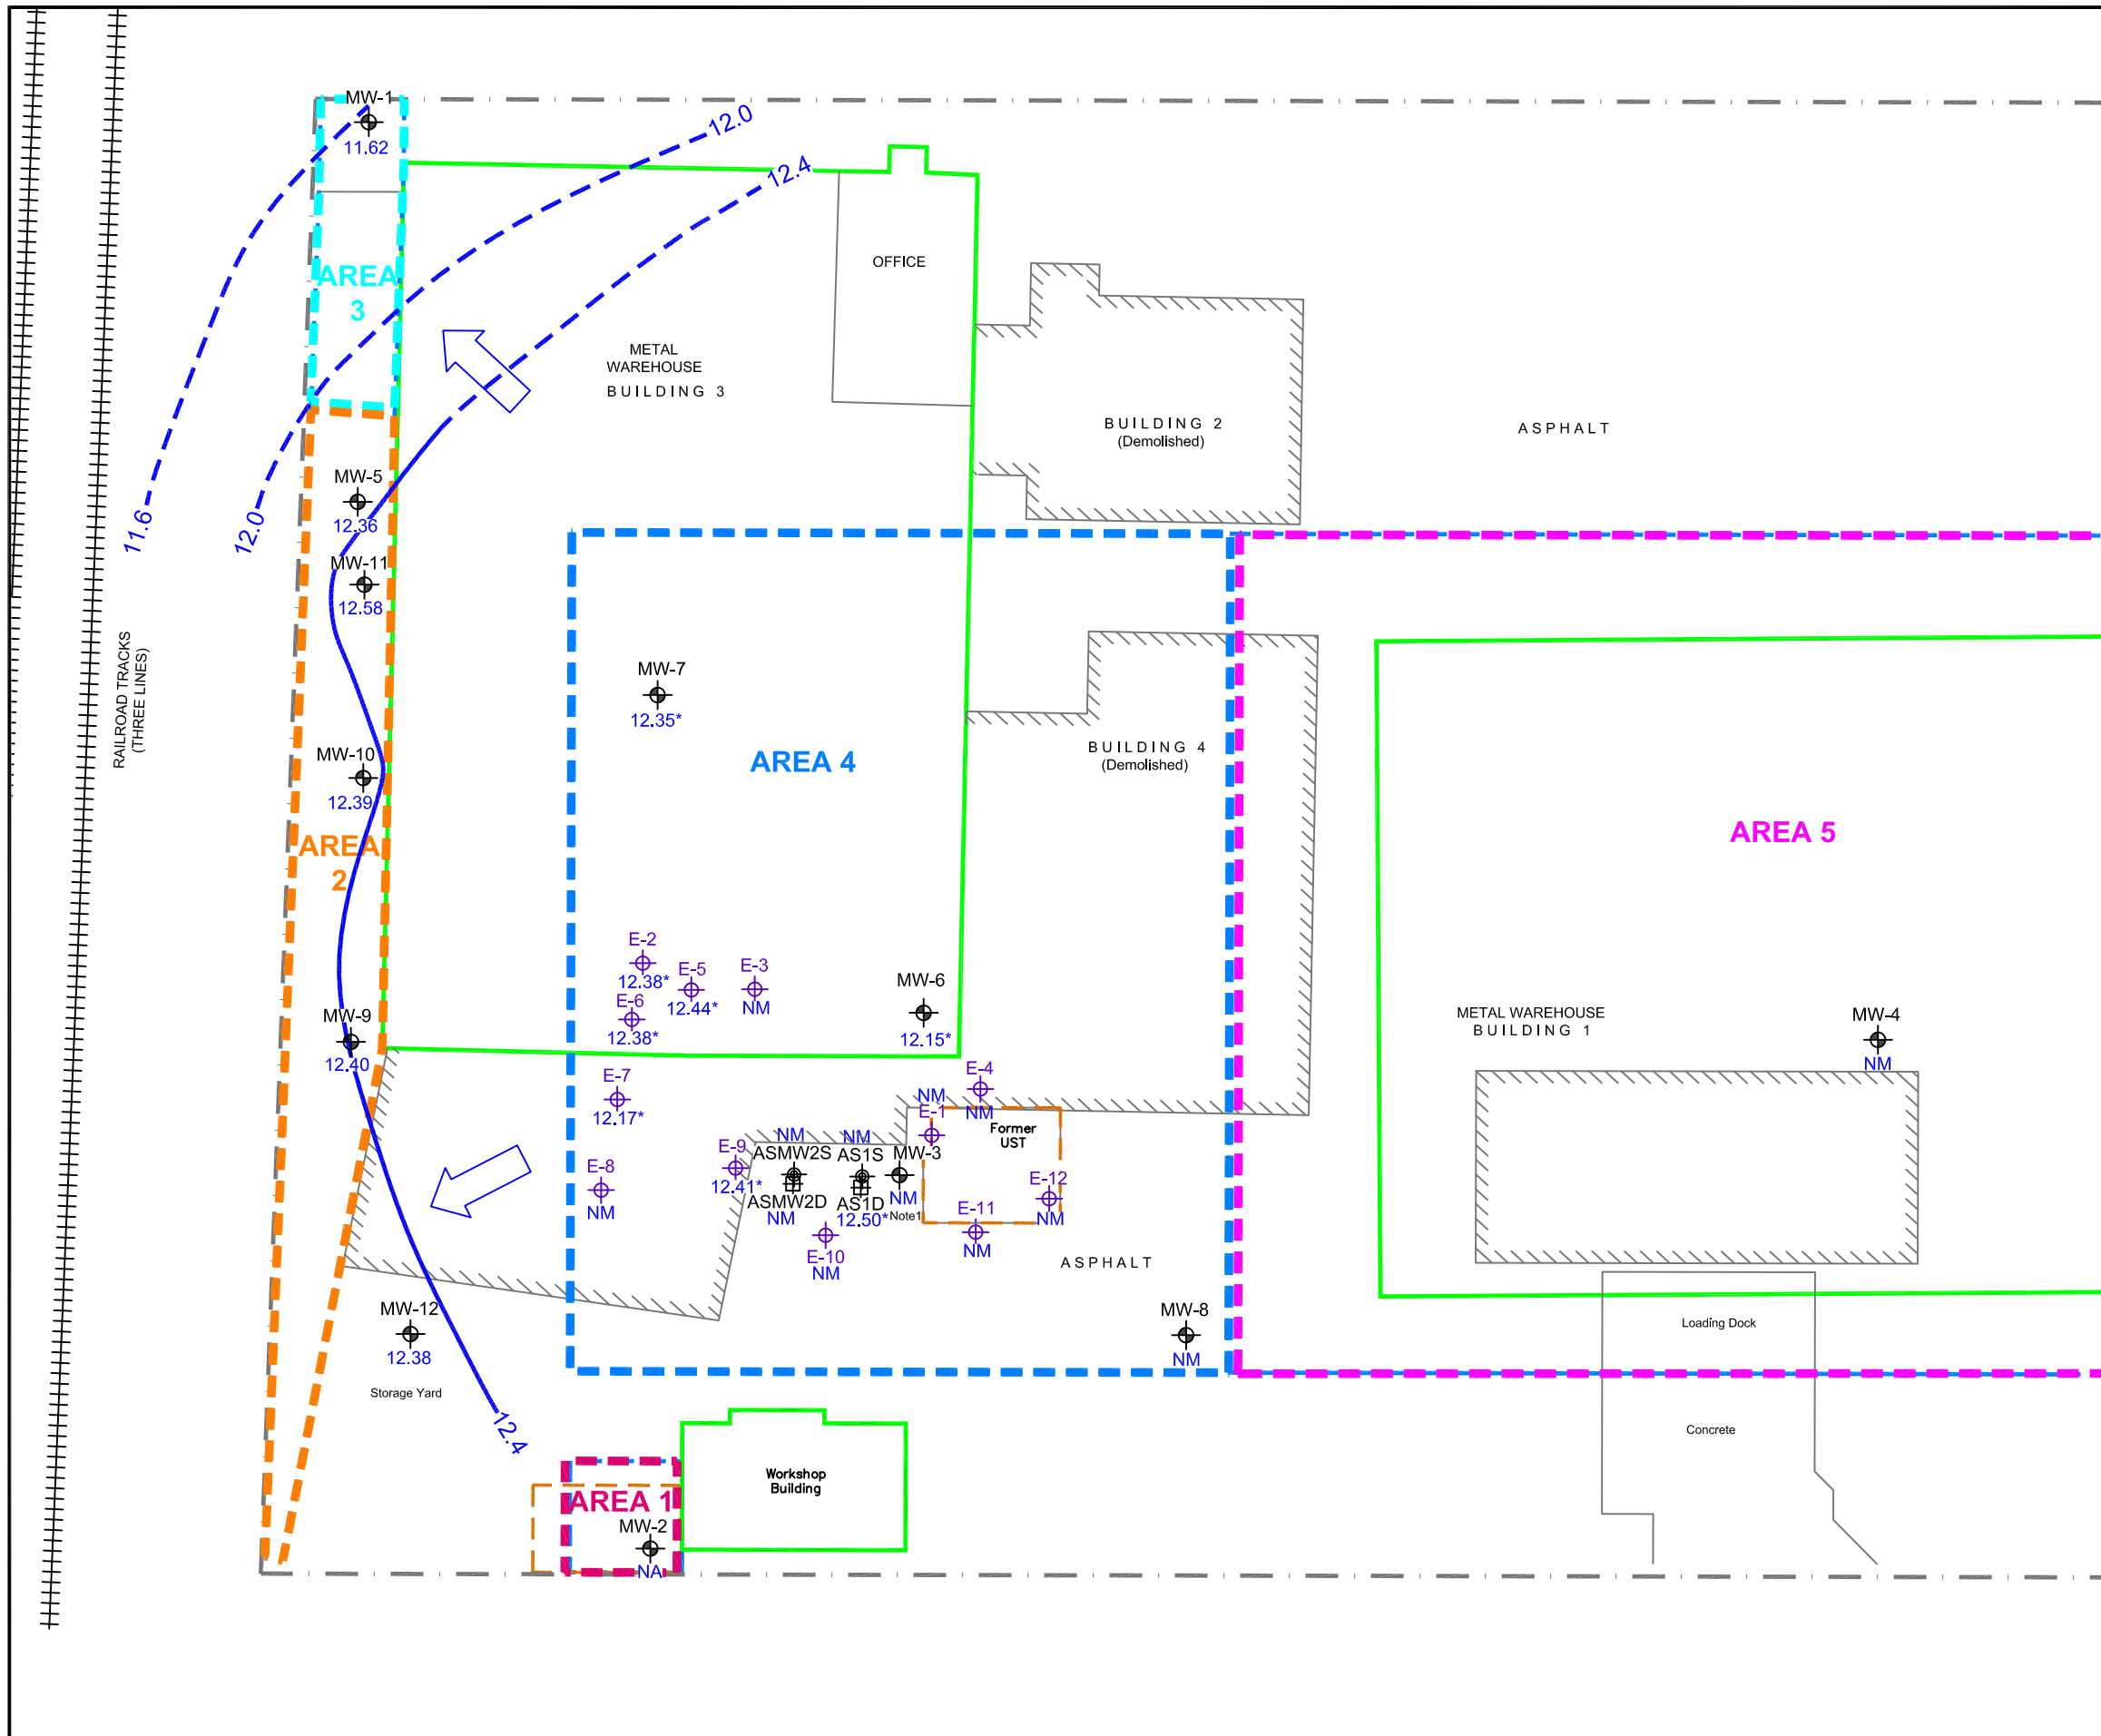 MW-1
11.62
12.0
12.4
OFFICE
AREA
3
METAL
WAREHOUSE
BUILDING 3
BUILDING 2
(Demolished)
ASPHALT
MW-5
12.36
11.6
12.0
MW-11
12.58
RAILROAD TRACKS
(THREE LINES)
MW-7
12.35*
AREA 4
BUILDING 4
(Demolished)
MW-10
12.39
AREA
2
AREA 5
E-2
12.38*
E-5
12.44*
E-3
NM
E-6
12.38*
MW-6
12.15*
METAL WAREHOUSE
BUILDING 1
MW-4
NM
MW-9
12.40
E-7
12.17*
E-4
NM
NM
E-1
Former
UST
E-9
12.41*
NM
ASMW2S
ASMW2D
NM
NM
AS1S
AS1D
12.50*
MW-3
NM
Note1
E-8
NM
E-12
NM
E-11
NM
E-10
NM
ASPHALT
MW-12
12.38
MW-8
NM
Loading Dock
Storage Yard
12.4
Concrete
Workshop
Building
AREA 1
MW-2
NA